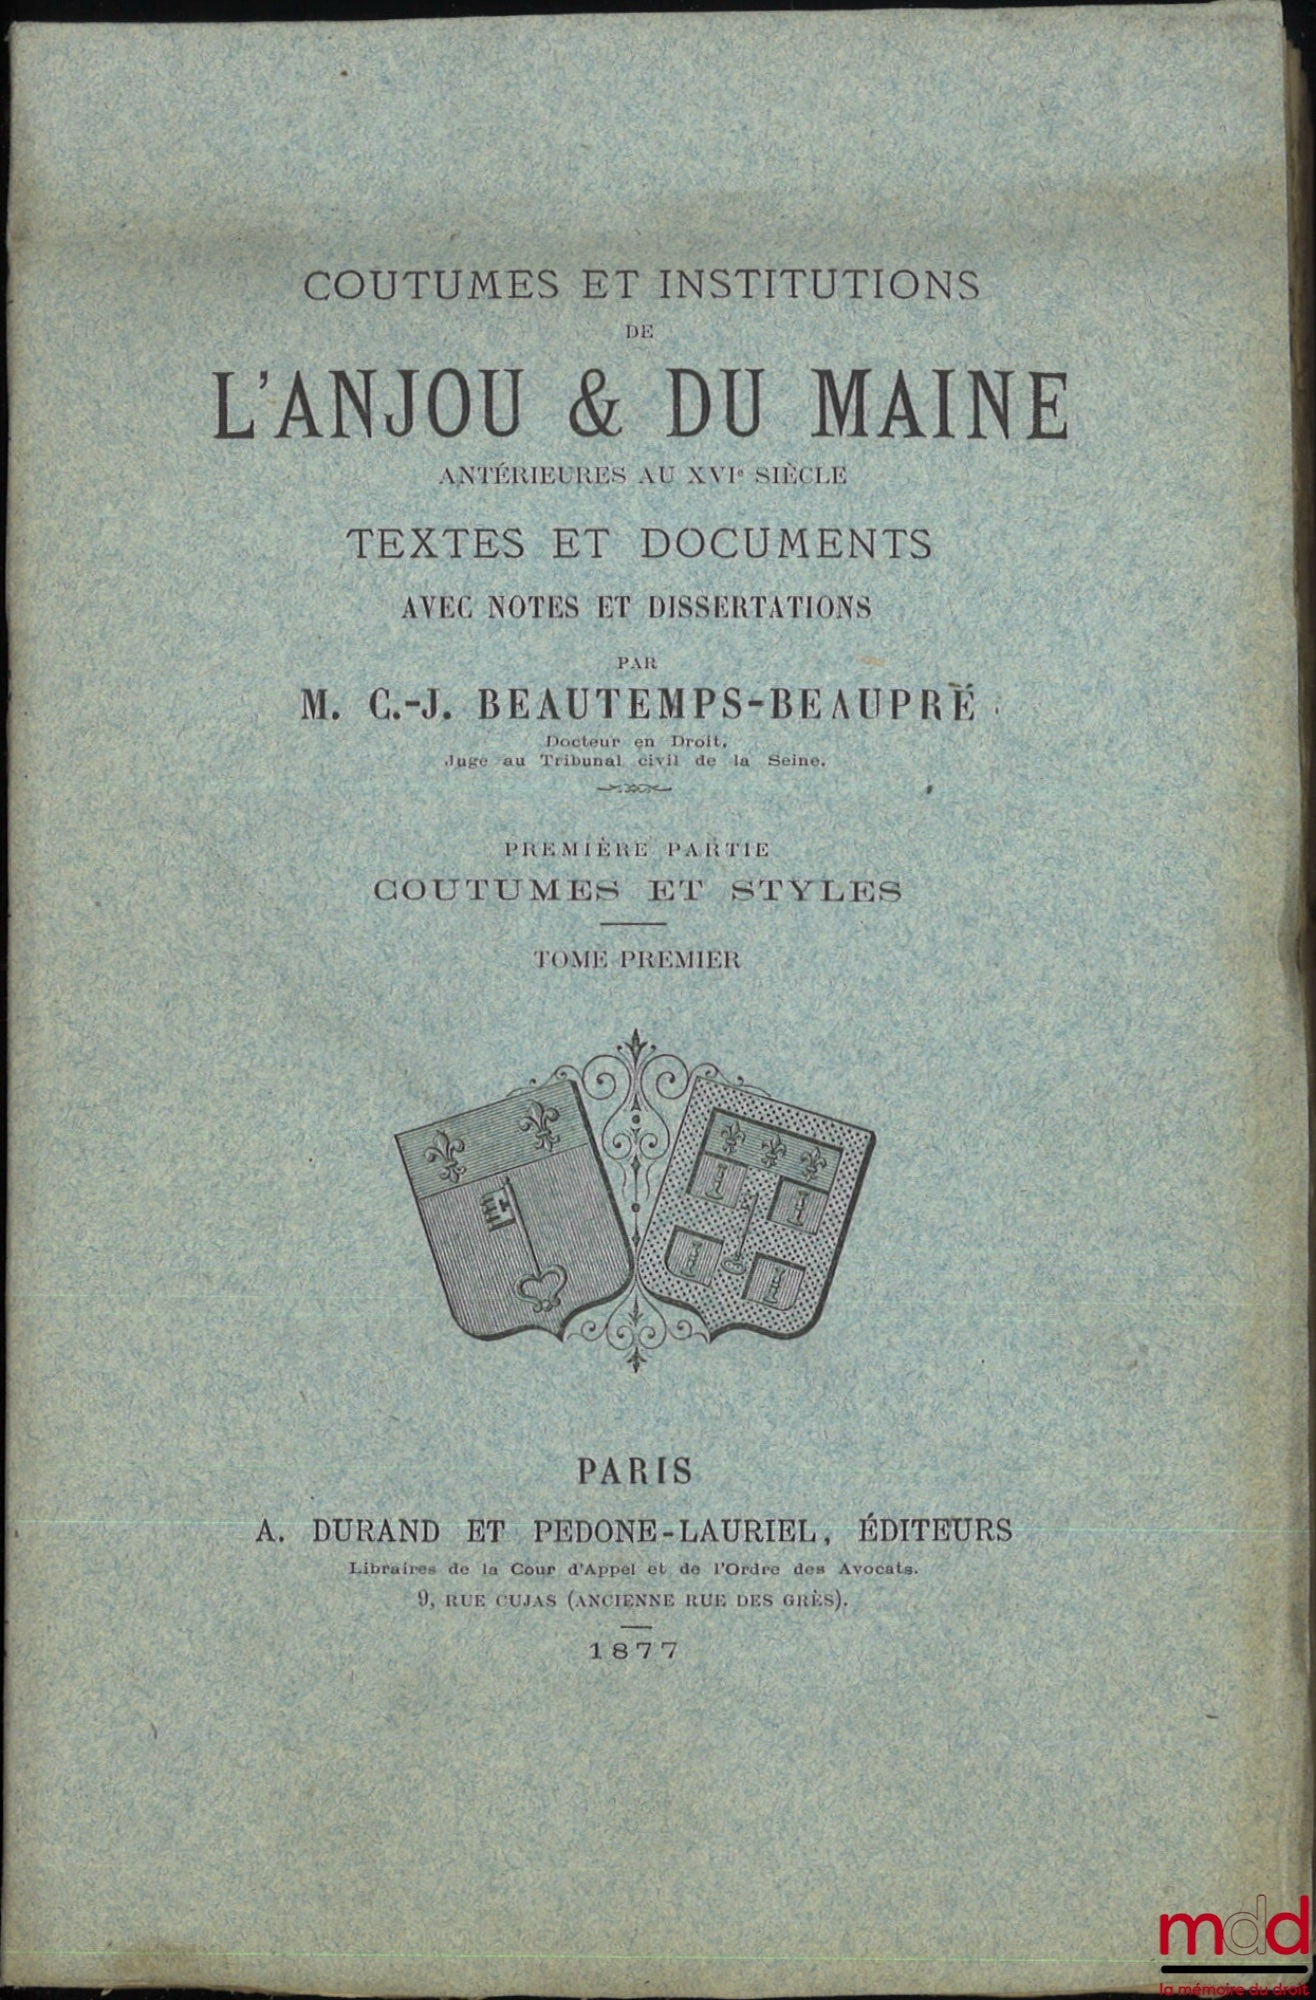 COUTUMES ET INSTITUTIONS
DE
L'ANJOU & DU MAINE
ANTÉRIEURES AU XVIe SIÈCLE
TEXTES ET DOCUMENTS
AVEC NOTES ET DISSERTATIONS
PAR
M. C.-J. BEAUTEMPS-BEAUPRÉ
Docteur en Droit,
Juge au Tribunal civil de la Seine.
PREMIÈRE PARTIE
COUTUMES ET STYLES
TOME PREMIER
PARIS
A. DURAND ET PEDONE-LAURIEL, ÉDITEURS
Libraires de la Cour d'Appel et de l'Ordre des Avocats.
9, RUE CUJAS (ANCIENNE RUE DES GRÈS).
1877
mdd
la mémoire du droit